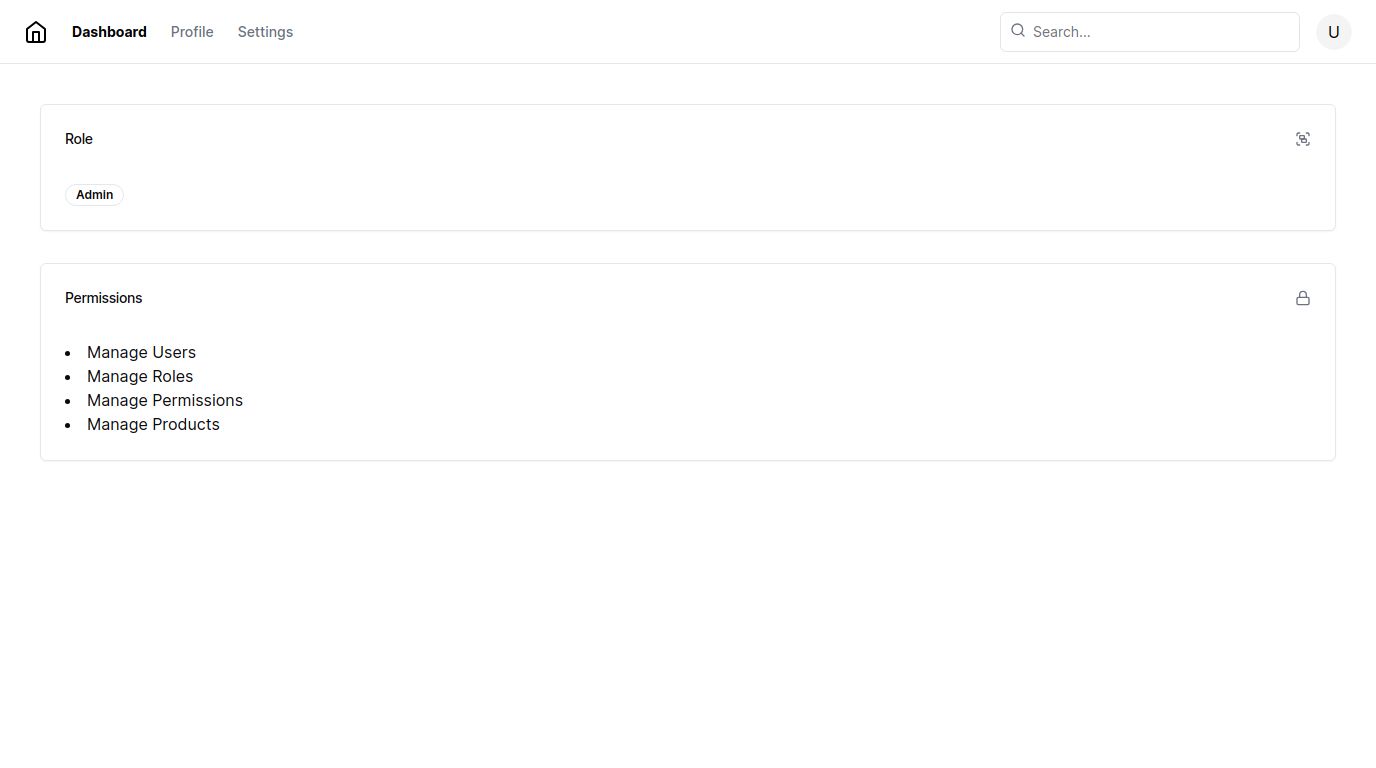 Dashboard Profile Settings Search... U
Role
Admin
Permissions
Manage Users
Manage Roles
Manage Permissions
Manage Products